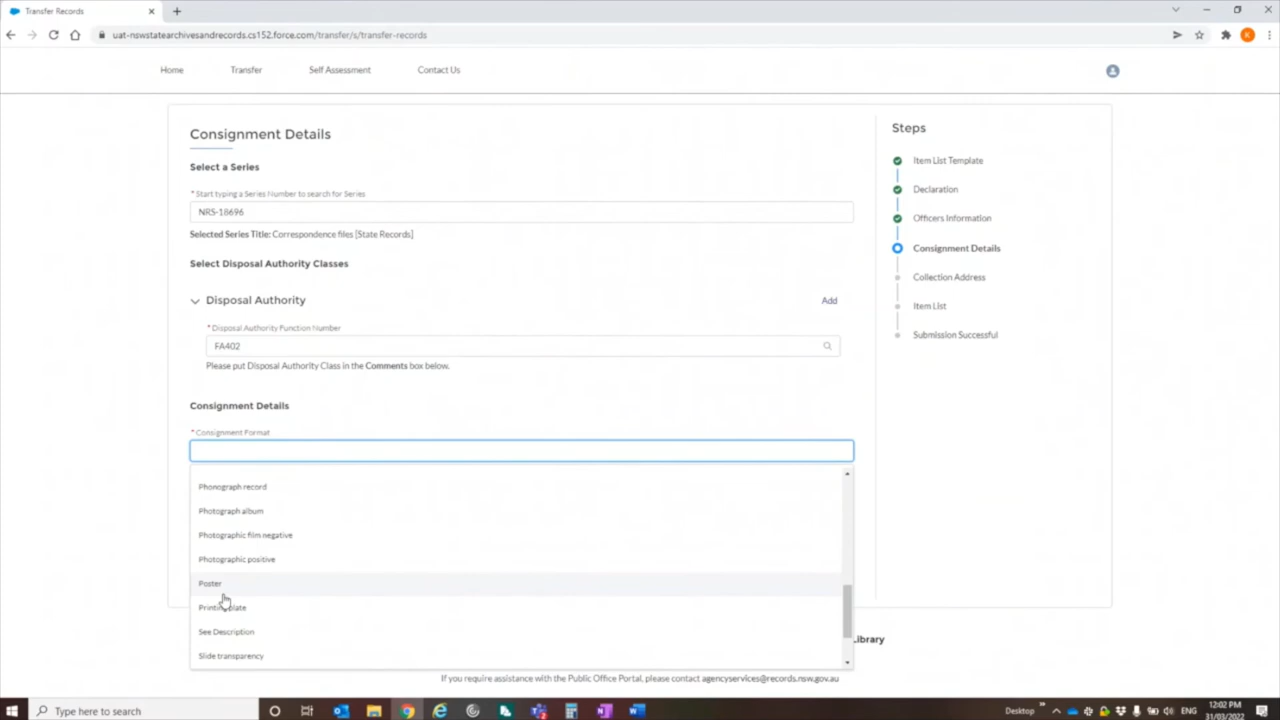 Transfer Records
uat-nswstatearchivesandrecords.cs152.force.com/transfer/s/transfer-records
K
Home Transfer Self Assessment Contact Us
Consignment Details
Select a Series
* Start typing a Series Number to search for Series
NRS-18696
Selected Series Title: Correspondence files [State Records]
Select Disposal Authority Classes
Disposal Authority
Add
* Disposal Authority Function Number
FA402
Please put Disposal Authority Class in the Comments box below.
Consignment Details
* Consignment Format
Phonograph record
Photograph album
Photographic film negative
Photographic positive
Poster
Printing plate
See Description
Slide transparency
Steps
Item List Template
Declaration
Officers Information
Consignment Details
Collection Address
Item List
Submission Successful
Library
If you require assistance with the Public Office Portal, please contact agencyservices@records.nsw.gov.au
Type here to search
Desktop
ENG
12:02 PM
31/03/2022